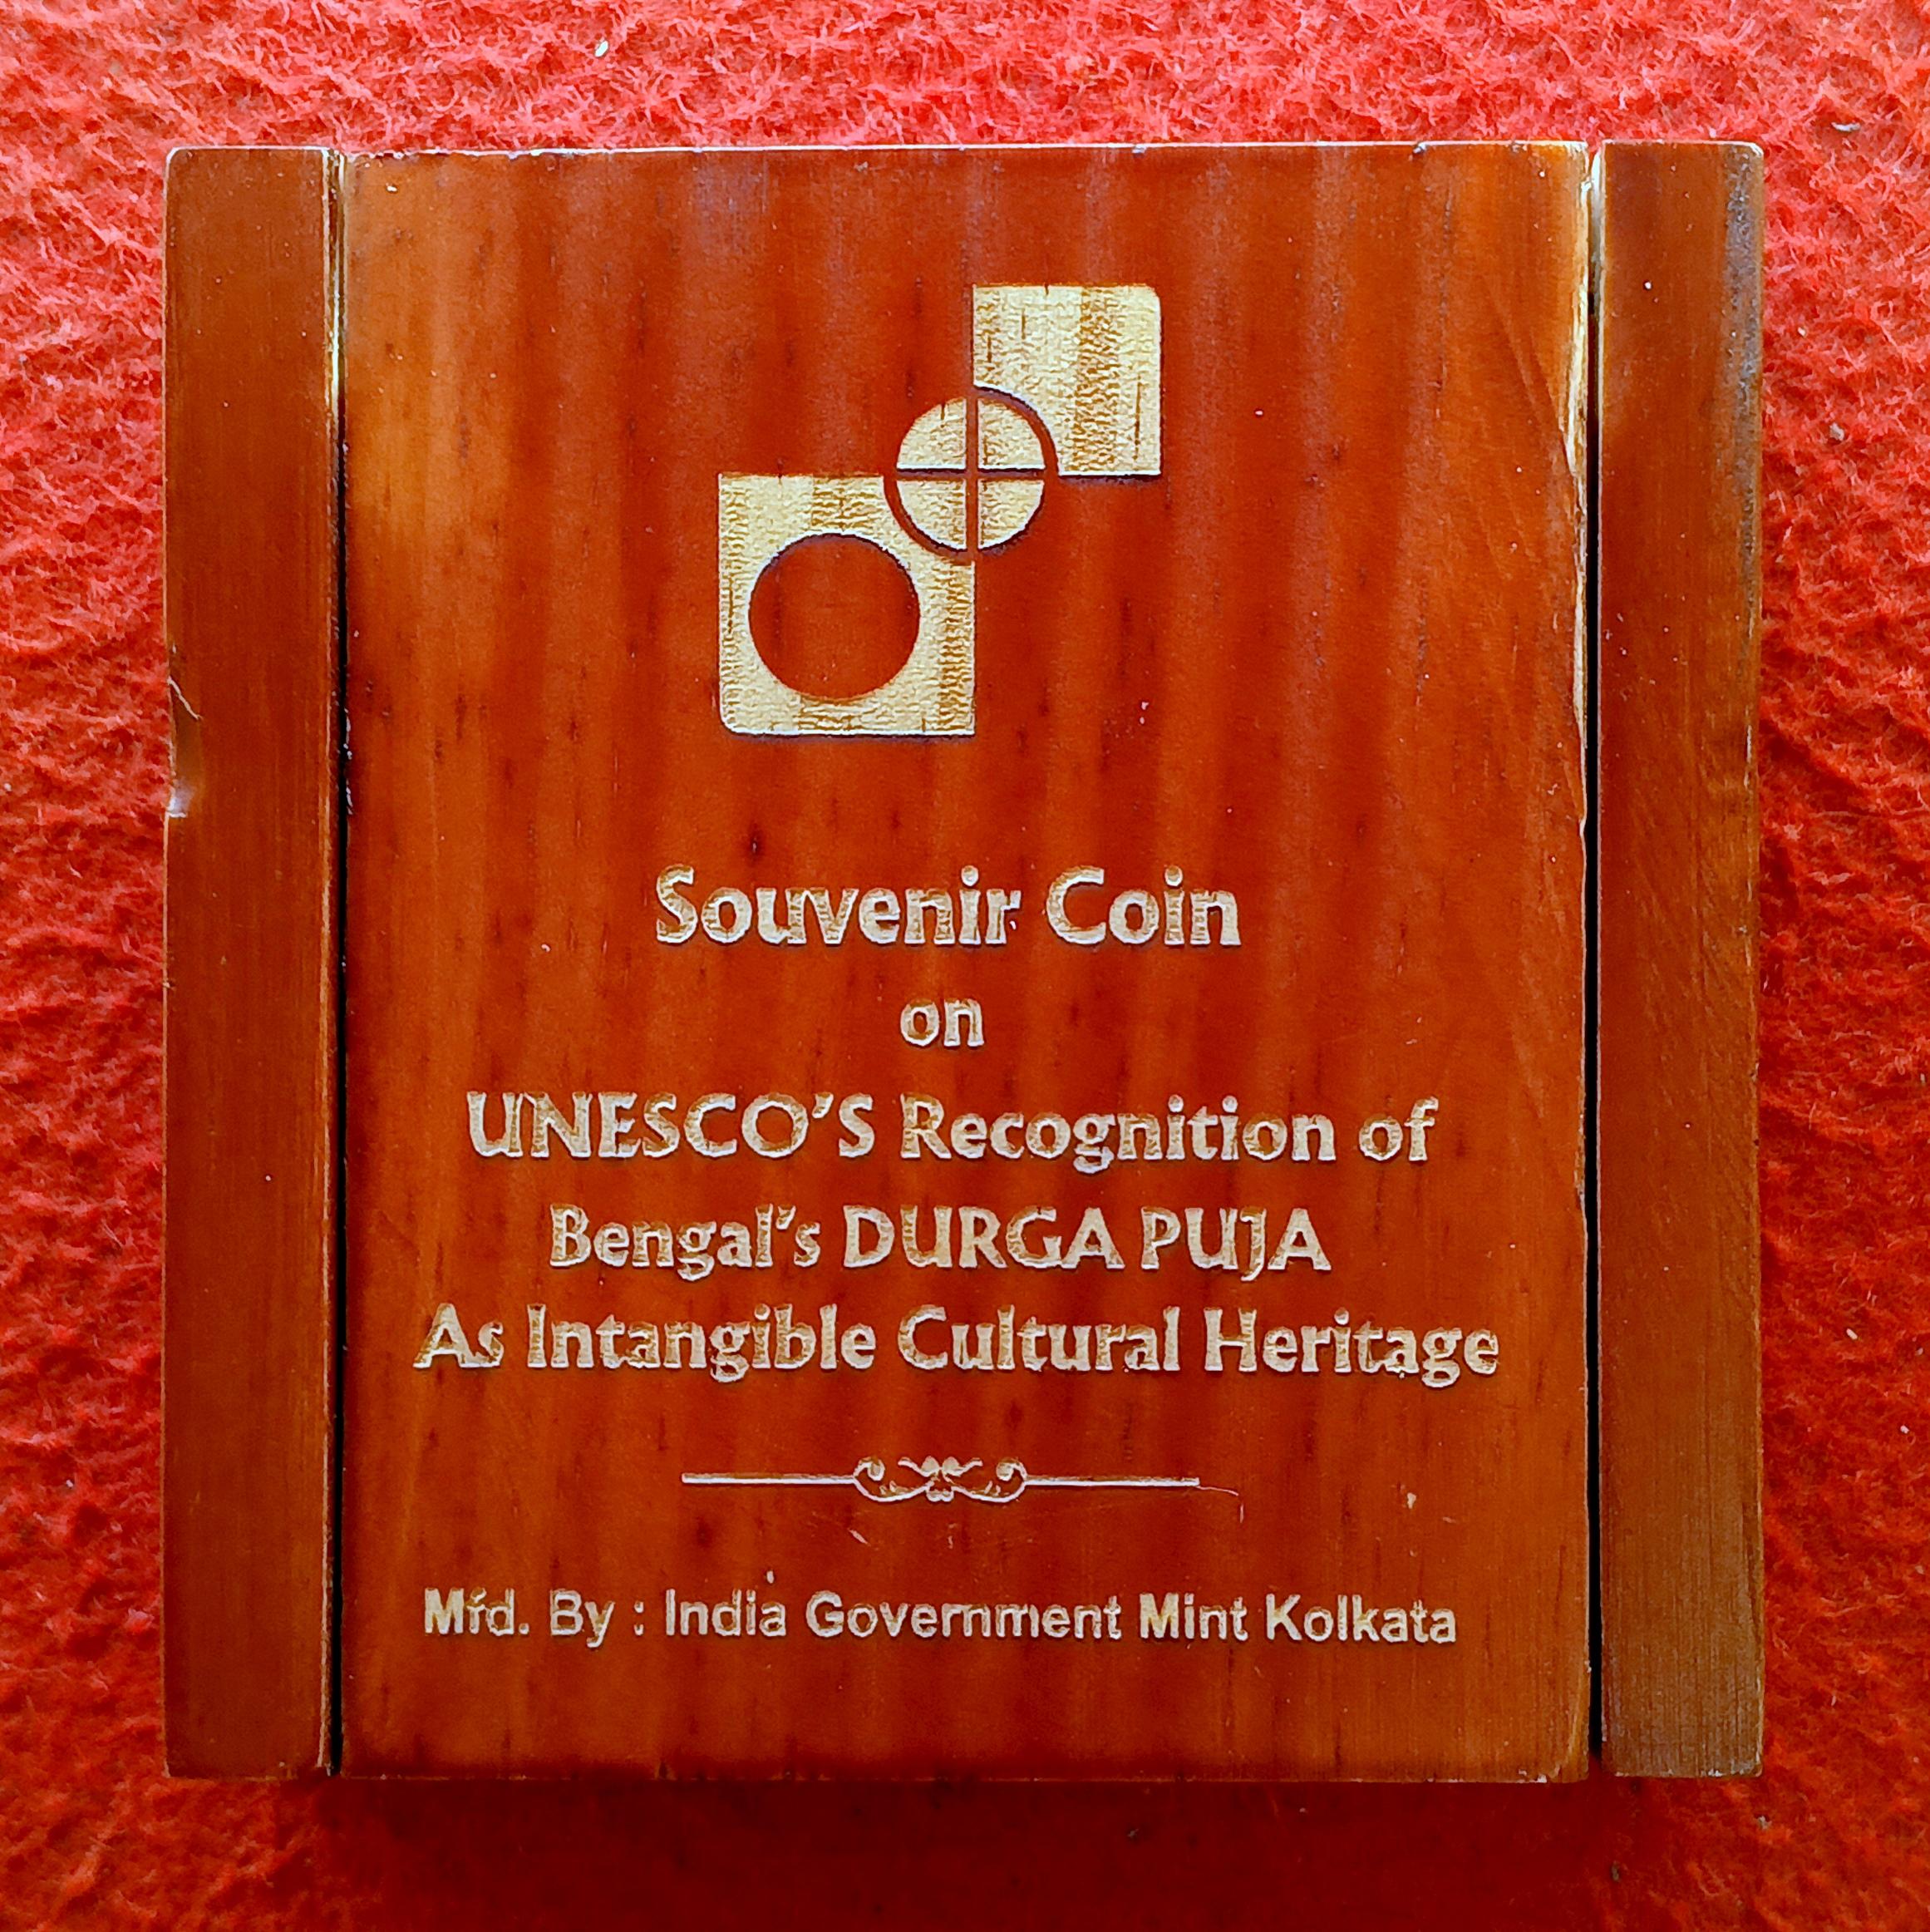 Souvenir Coin
on
UNESCO'S Recognition of
Bengal's DURGA PUJA
As Intangible Cultural Heritage
Mfd. By : India Government Mint Kolkata